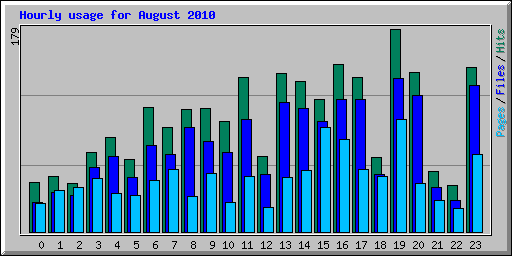 Hourly usage for August 2010
179
Pages / Files / Hits
0 1 2 3 4 5 6 7 8 9 10 11 12 13 14 15 16 17 18 19 20 21 22 23